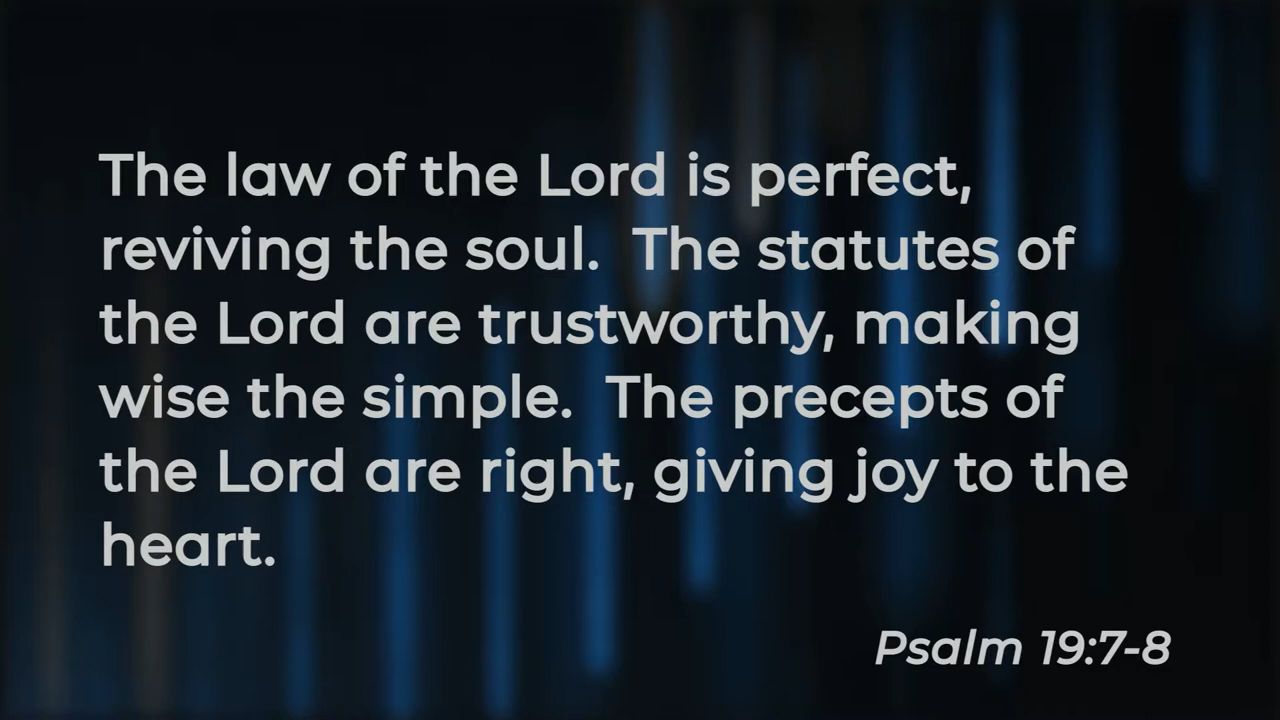 The law of the Lord is perfect,
reviving the soul.  The statutes of
the Lord are trustworthy, making
wise the simple.  The precepts of
the Lord are right, giving joy to the
heart.
Psalm 19:7-8